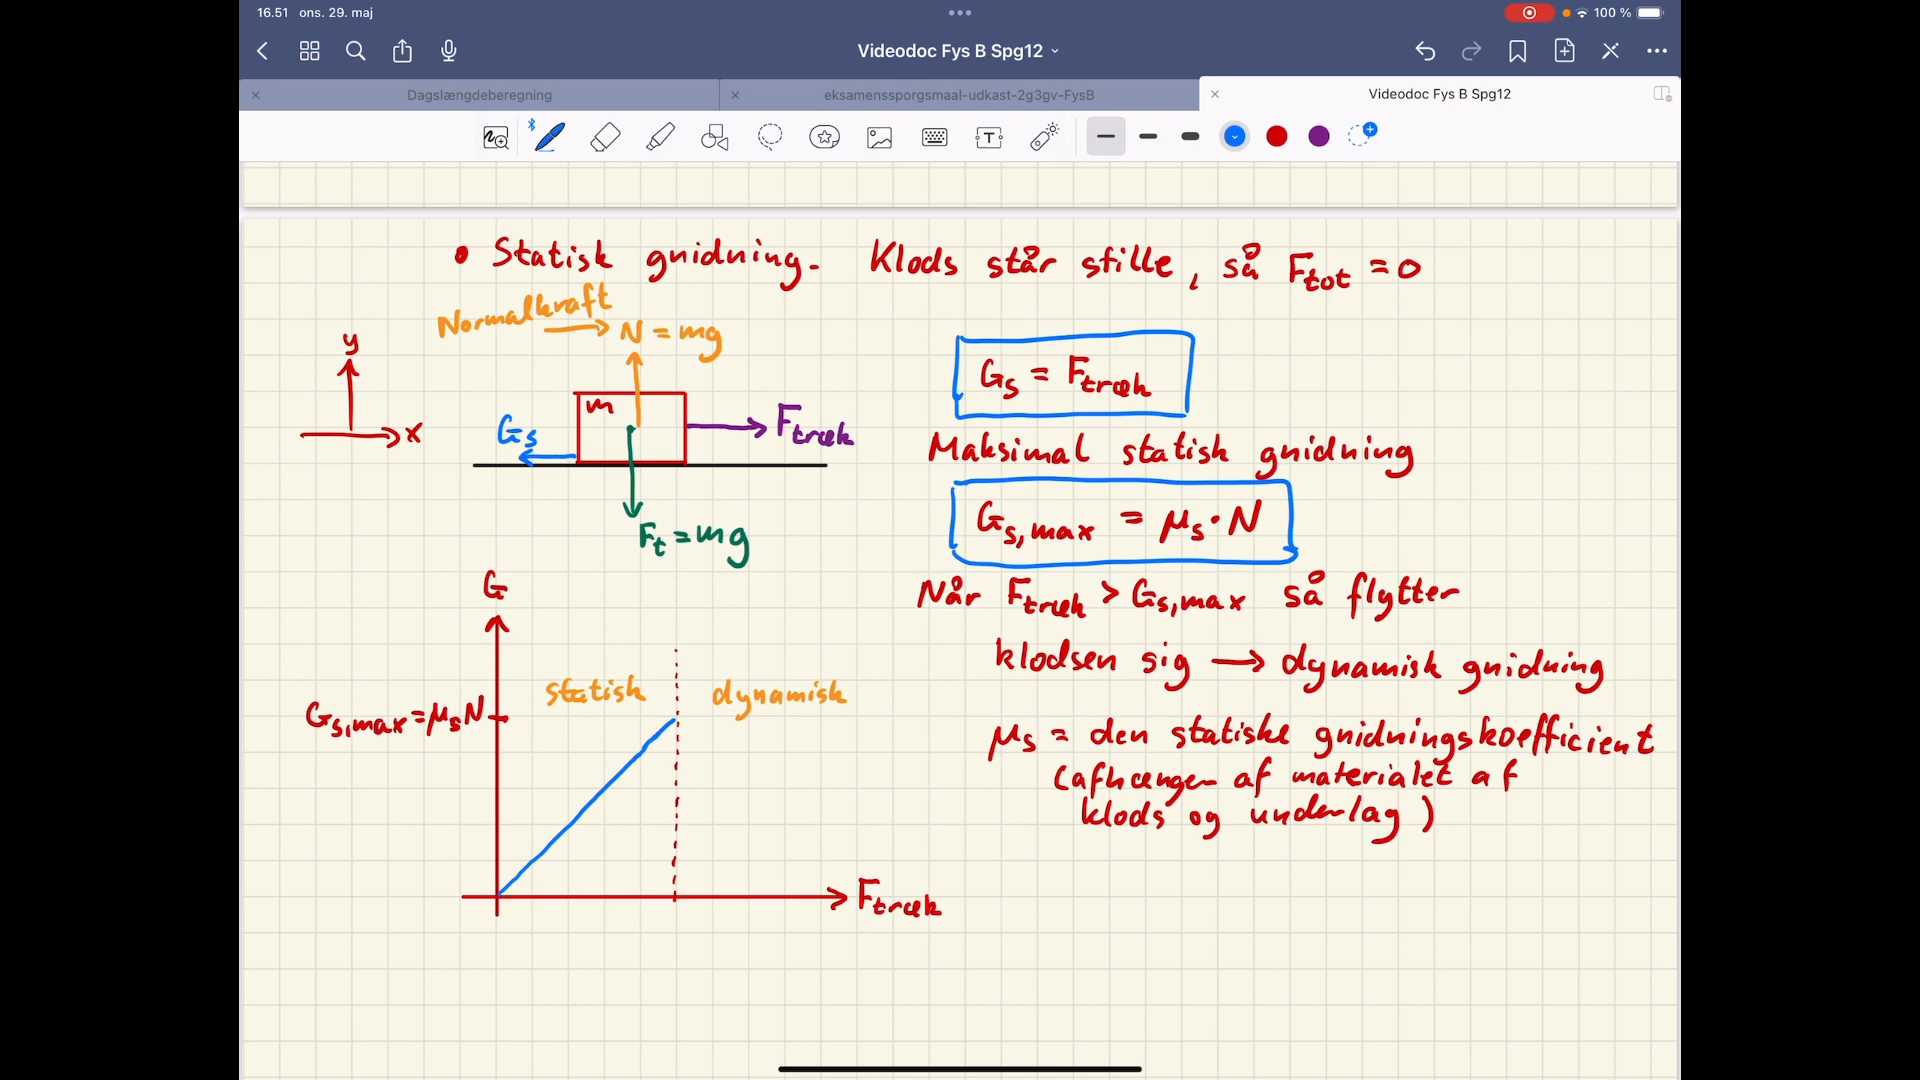 16.51 ons. 29. maj
100 %
Videodoc Fys B Spg12
Dagslængdeberegning
eksamenssporgsmaal-udkast-2g3gv-FysB
Videodoc Fys B Spg12
• Statisk gnidning. Klods står stille, så Ftot = 0
Normalkraft → N = mg
y
x
m
Gs
Ftræk
Ft = mg
Gs = Ftræk
Maksimal statisk gnidning
Gs,max = μs · N
Når Ftræk > Gs,max så flytter
klodsen sig → dynamisk gnidning
μs = den statiske gnidningskoefficient
(afhænger af materialet af
klods og underlag)
G
statisk
dynamisk
Gs,max = μsN
Ftræk